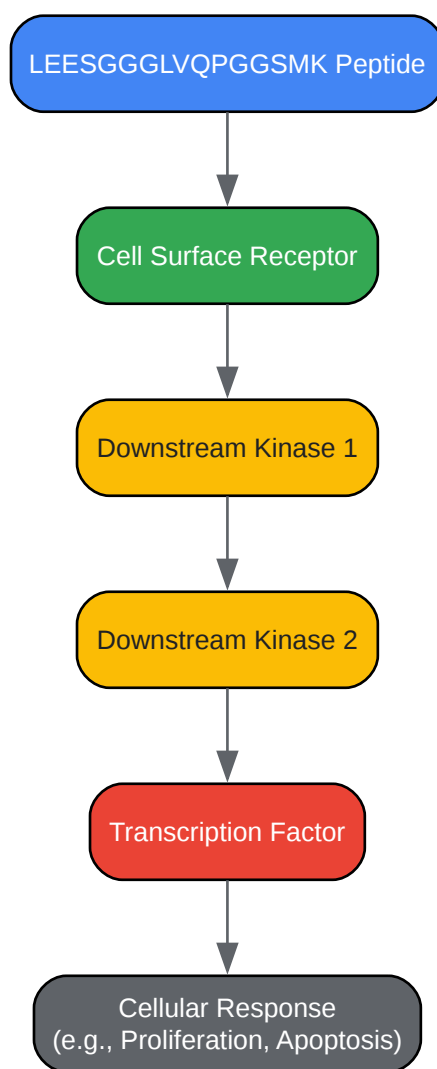 LEESGGGLVQPGGSMK Peptide
Cell Surface Receptor
Downstream Kinase 1
Downstream Kinase 2
Transcription Factor
Cellular Response
(e.g., Proliferation, Apoptosis)